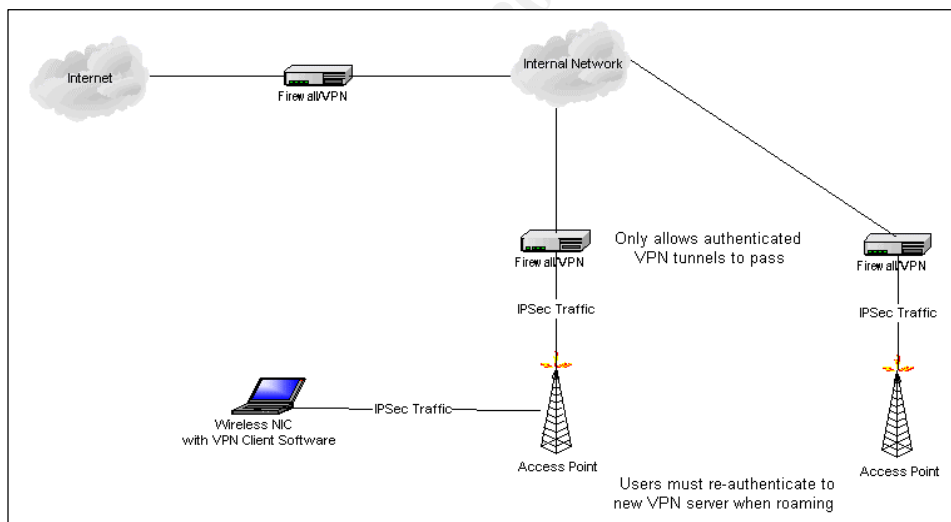 Internet
Firewall/VPN
Internal Network
Firewall/VPN
Only allows authenticated
VPN tunnels to pass
Firewall/VPN
IPSec Traffic
IPSec Traffic
Wireless NIC
with VPN Client Software
IPSec Traffic
Access Point
Access Point
Users must re-authenticate to
new VPN server when roaming